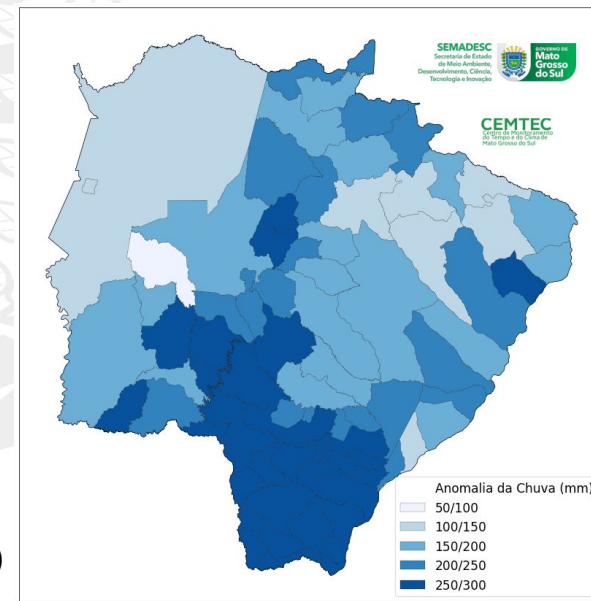 SEMADESC
Secretaria de Estado
de Meio Ambiente,
Desenvolvimento, Ciência,
Tecnologia e Inovação
GOVERNO DE
Mato
Grosso
do Sul
CEMTEC
Centro de Monitoramento
do Tempo e do Clima de
Mato Grosso do Sul
Anomalia da Chuva (mm)
50/100
100/150
150/200
200/250
250/300